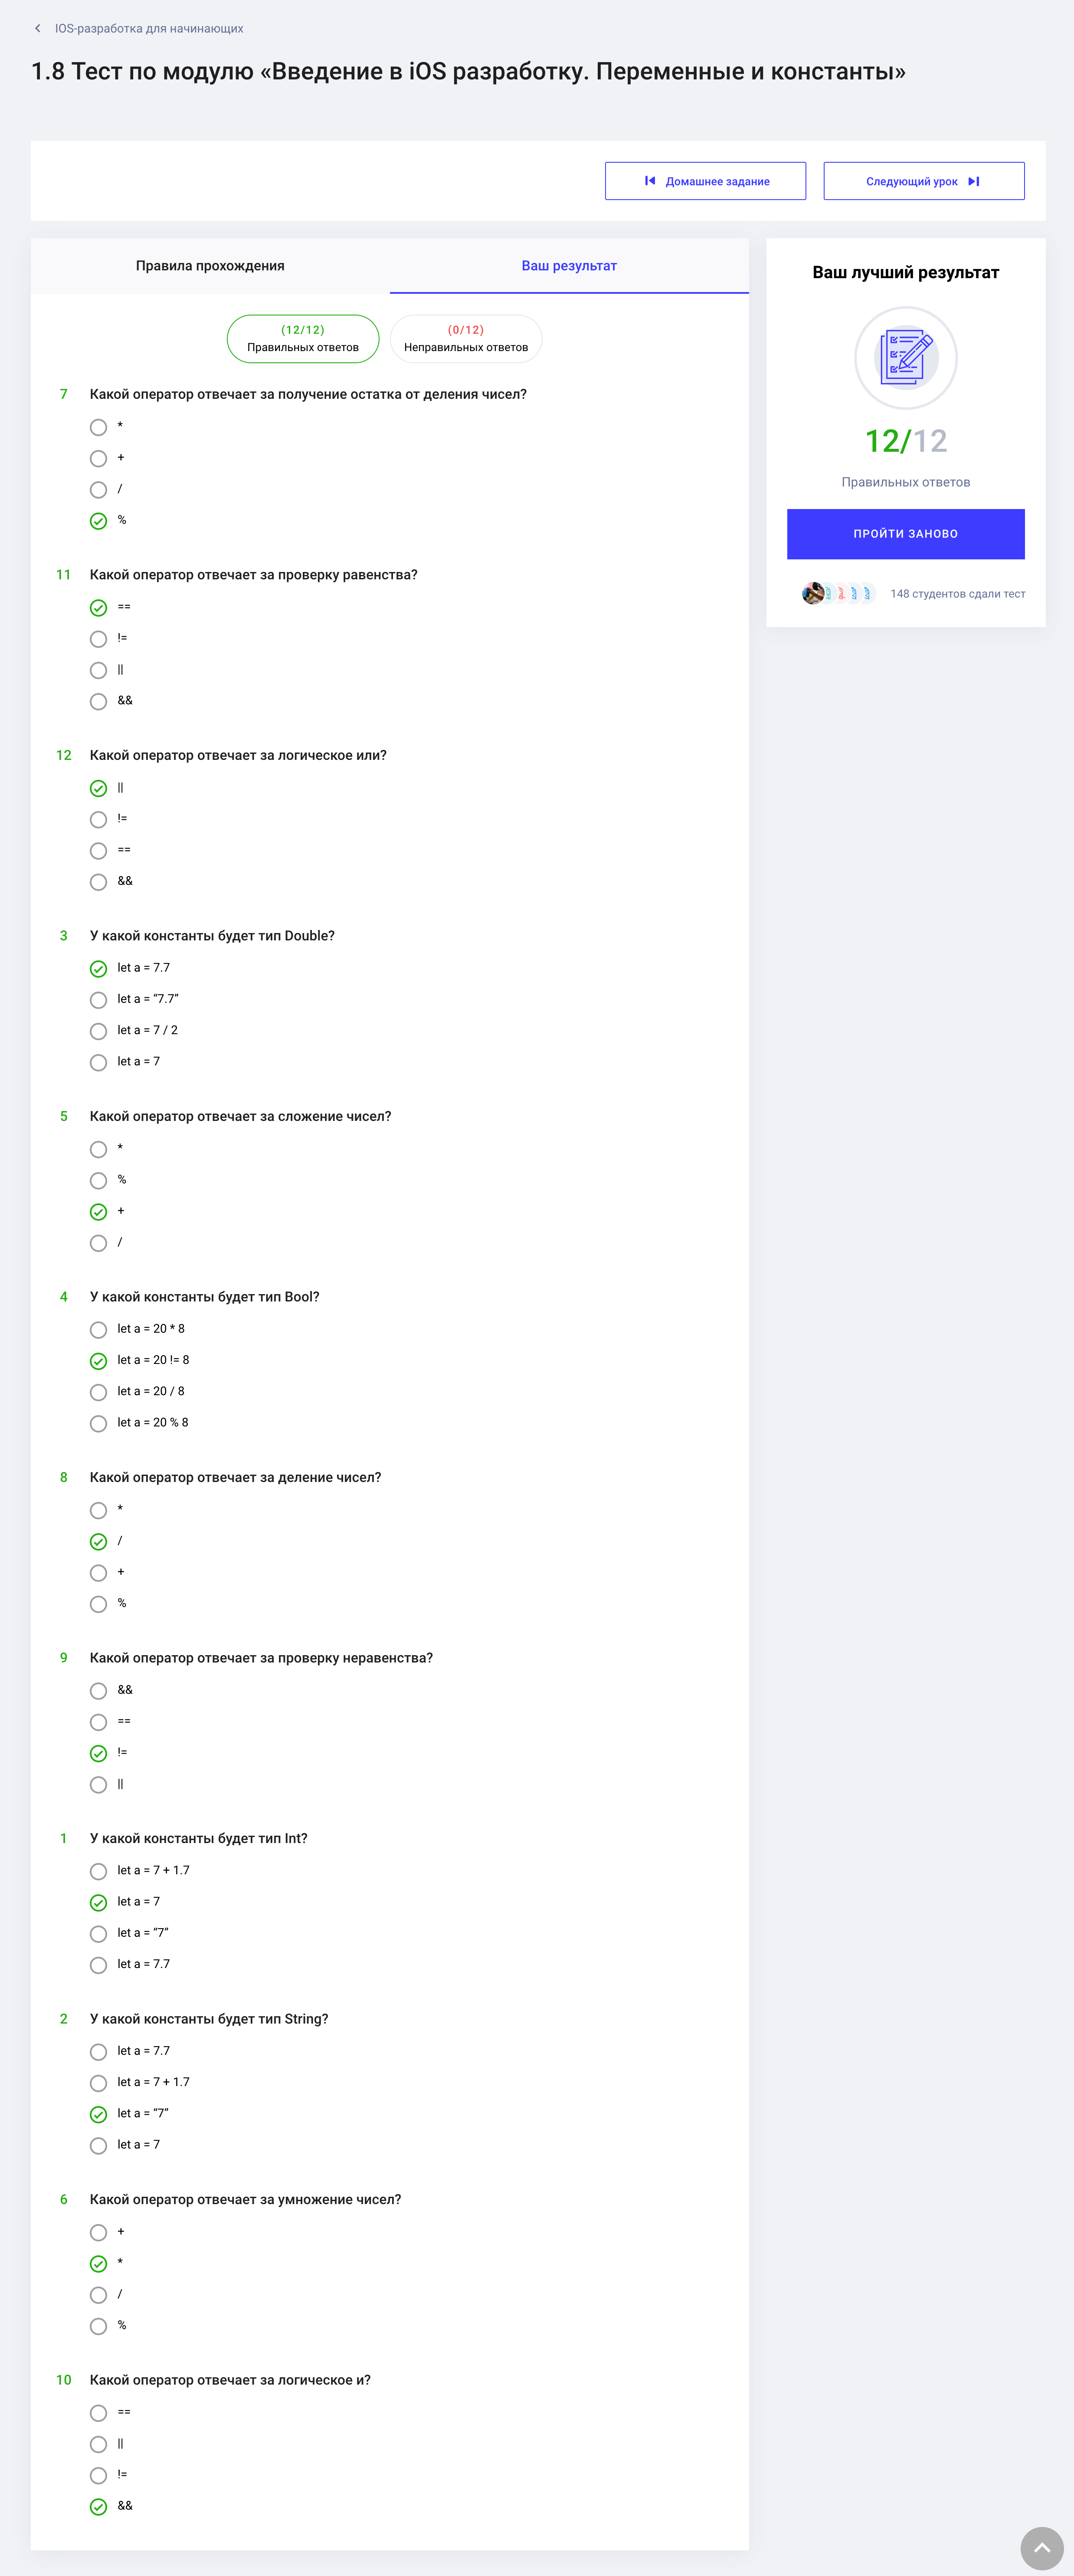 IOS-разработка для начинающих
1.8 Тест по модулю «Введение в iOS разработку. Переменные и константы»
Домашнее задание
Следующий урок
Правила прохождения
Ваш результат
(12/12)
Правильных ответов
(0/12)
Неправильных ответов
7 Какой оператор отвечает за получение остатка от деления чисел?
*
+
/
%
11 Какой оператор отвечает за проверку равенства?
==
!=
||
&&
12 Какой оператор отвечает за логическое или?
||
!=
==
&&
3 У какой константы будет тип Double?
let a = 7.7
let a = “7.7”
let a = 7 / 2
let a = 7
5 Какой оператор отвечает за сложение чисел?
*
%
+
/
4 У какой константы будет тип Bool?
let a = 20 * 8
let a = 20 != 8
let a = 20 / 8
let a = 20 % 8
8 Какой оператор отвечает за деление чисел?
*
/
+
%
9 Какой оператор отвечает за проверку неравенства?
&&
==
!=
||
1 У какой константы будет тип Int?
let a = 7 + 1.7
let a = 7
let a = “7”
let a = 7.7
2 У какой константы будет тип String?
let a = 7.7
let a = 7 + 1.7
let a = “7”
let a = 7
6 Какой оператор отвечает за умножение чисел?
+
*
/
%
10 Какой оператор отвечает за логическое и?
==
||
!=
&&
Ваш лучший результат
12/12
Правильных ответов
ПРОЙТИ ЗАНОВО
148 студентов сдали тест